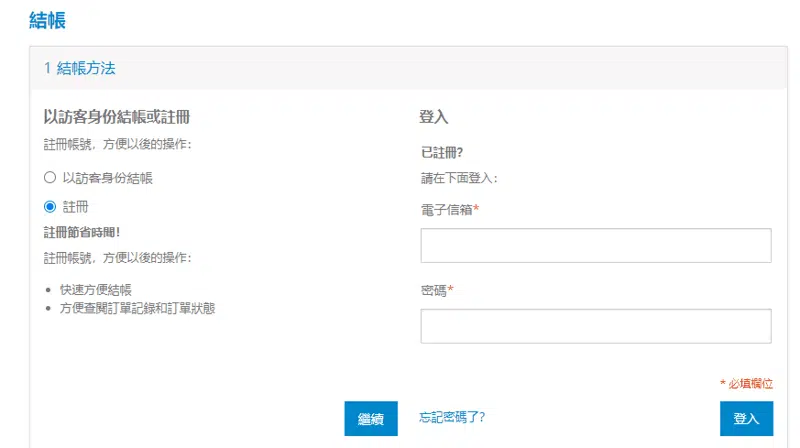 結帳
1 結帳方法
以訪客身份結帳或註冊
註冊帳號，方便以後的操作：
以訪客身份結帳
註冊
註冊節省時間！
註冊帳號，方便以後的操作：
快速方便結帳
方便查閱訂單記錄和訂單狀態
繼續
登入
已註冊?
請在下面登入：
電子信箱*
密碼*
* 必填欄位
忘記密碼了?
登入